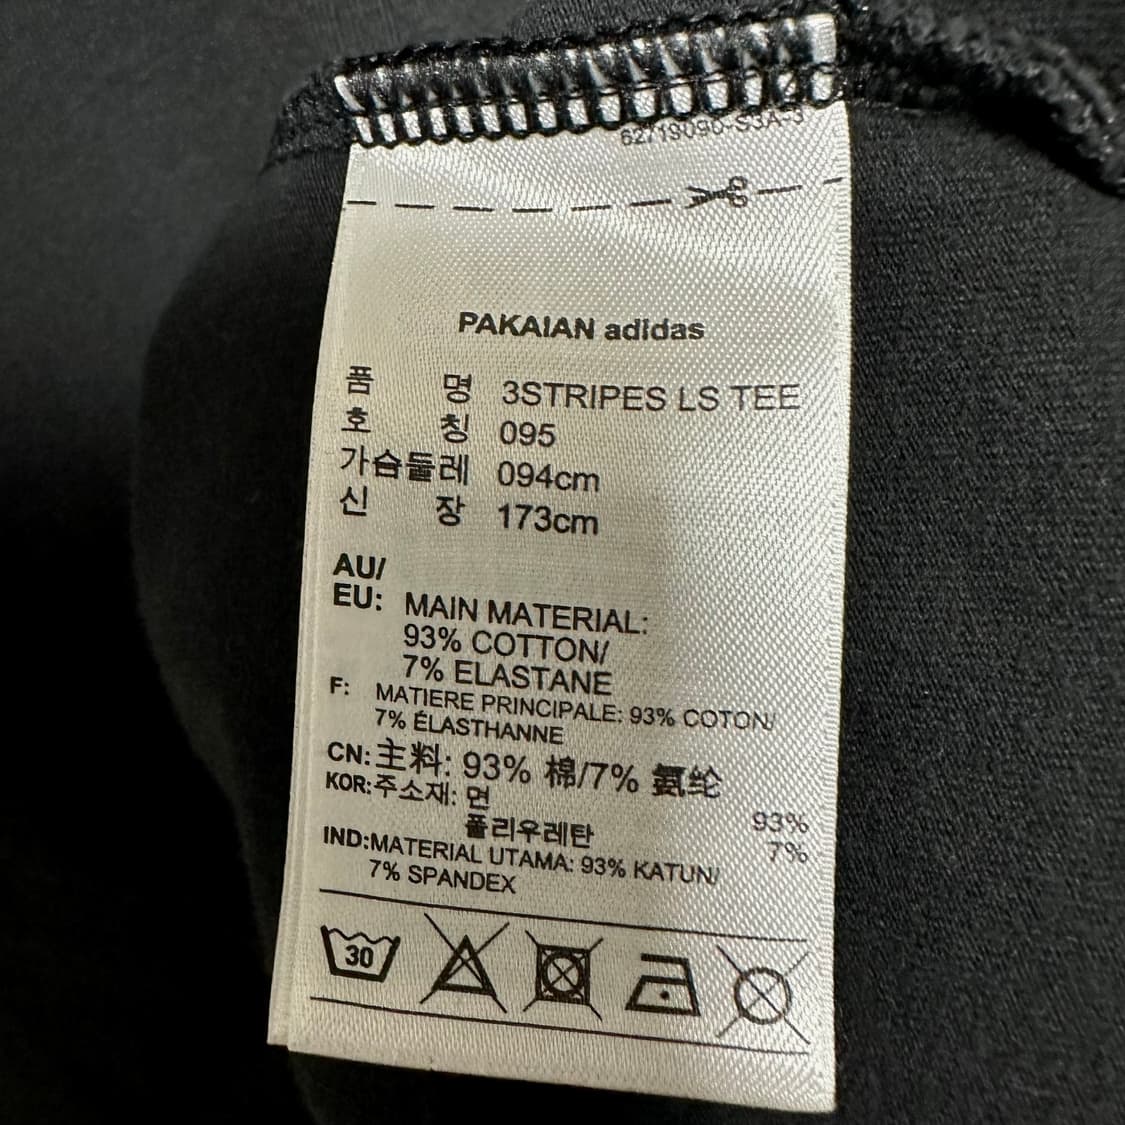 62719090-S3A-3
PAKAIAN adidas
품 명 3STRIPES LS TEE
호 칭 095
가슴둘레 094cm
신 장 173cm
AU/
EU: MAIN MATERIAL:
93% COTTON/
7% ELASTANE
F: MATIERE PRINCIPALE: 93% COTON/
7% ÉLASTHANNE
CN: 主料: 93% 棉/7% 氨纶
KOR:주소재: 면 93%
폴리우레탄 7%
IND:MATERIAL UTAMA: 93% KATUN/
7% SPANDEX
30